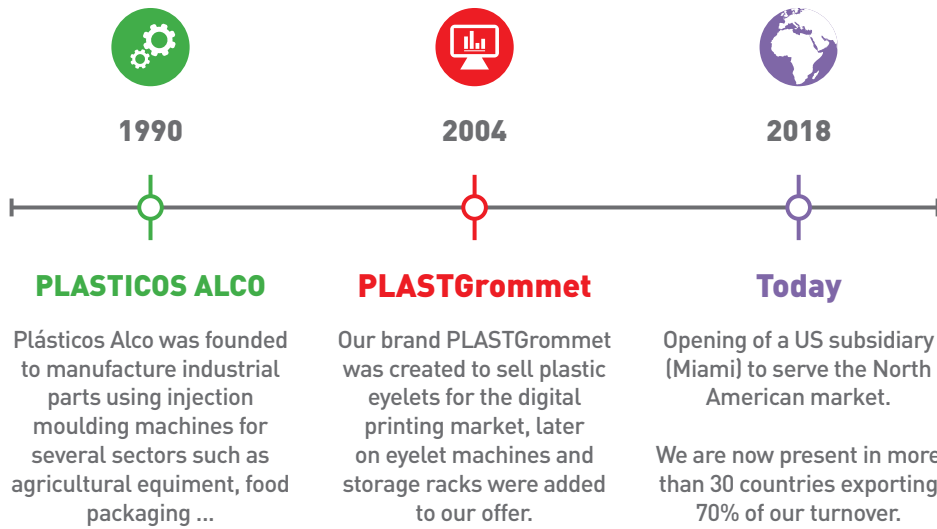 1990
PLASTICOS ALCO
Plásticos Alco was founded
to manufacture industrial
parts using injection
moulding machines for
several sectors such as
agricultural equiment, food
packaging ...
2004
PLASTGrommet
Our brand PLASTGrommet
was created to sell plastic
eyelets for the digital
printing market, later
on eyelet machines and
storage racks were added
to our offer.
2018
Today
Opening of a US subsidiary
(Miami) to serve the North
American market.
We are now present in more
than 30 countries exporting
70% of our turnover.